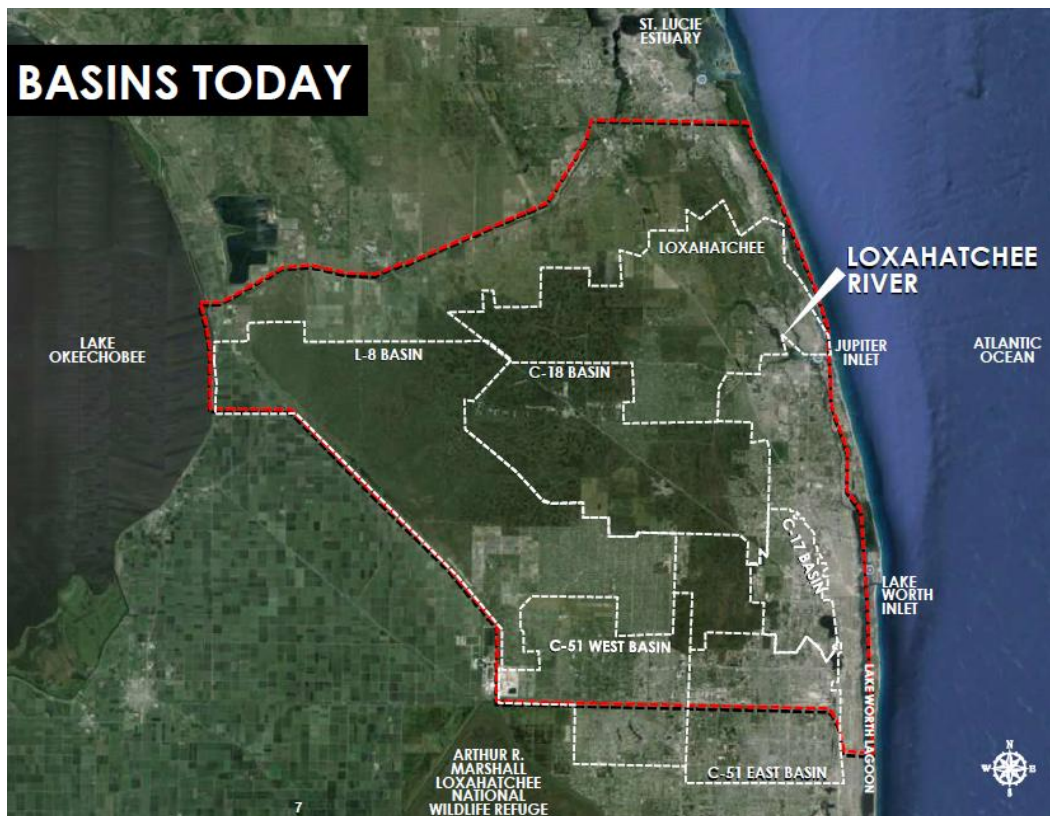 ST. LUCIE
ESTUARY
BASINS TODAY
LOXAHATCHEE
LOXAHATCHEE
RIVER
LAKE
OKEECHOBEE
L-8 BASIN
C-18 BASIN
JUPITER
INLET
ATLANTIC
OCEAN
C-17 BASIN
LAKE
WORTH
INLET
C-51 WEST BASIN
LAKE WORTH LAGOON
ARTHUR R.
MARSHALL
LOXAHATCHEE
NATIONAL
WILDLIFE REFUGE
C-51 EAST BASIN
N
W
E
S
7